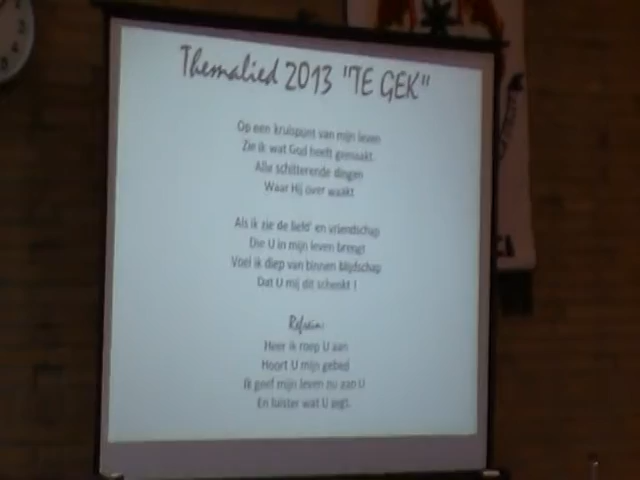 Themalied 2013 "TE GEK"
Op een kruispunt van mijn leven
Zie ik wat God heeft gemaakt.
Alle schitterende dingen
Waar Hij over waakt
Als ik zie de liefd' en vriendschap
Die U in mijn leven brengt
Voel ik diep van binnen blijdschap
Dat U mij dit schenkt !
Refrein:
Heer ik roep U aan
Hoort U mijn gebed
Ik geef mijn leven nu aan U
En luister wat U zegt.